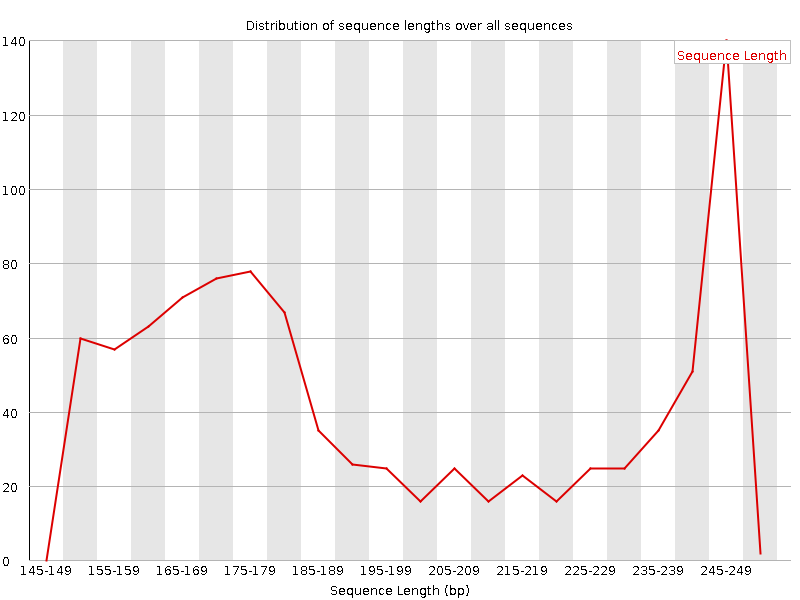 Distribution of sequence lengths over all sequences
Sequence Length
140
120
100
80
60
40
20
0
145-149 155-159 165-169 175-179 185-189 195-199 205-209 215-219 225-229 235-239 245-249
Sequence Length (bp)